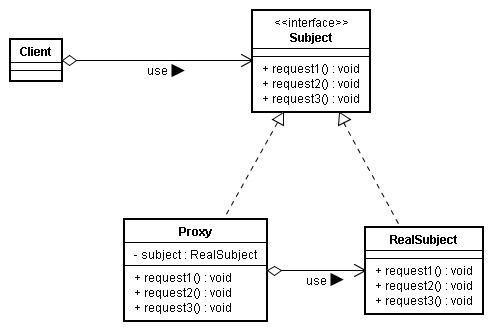 <<interface>>
Subject
Client
use ▶
+ request1() : void
+ request2() : void
+ request3() : void
Proxy
- subject : RealSubject
+ request1() : void
+ request2() : void
+ request3() : void
use ▶
RealSubject
+ request1() : void
+ request2() : void
+ request3() : void